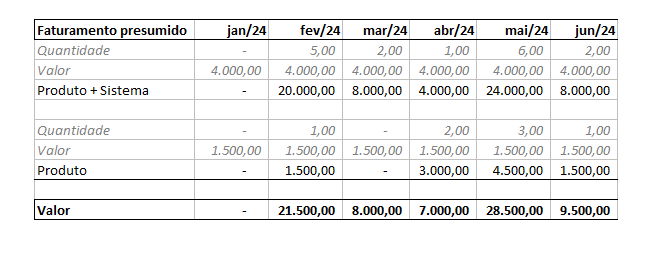 Faturamento presumido jan/24 fev/24 mar/24 abr/24 mai/24 jun/24
Quantidade - 5,00 2,00 1,00 6,00 2,00
Valor 4.000,00 4.000,00 4.000,00 4.000,00 4.000,00 4.000,00
Produto + Sistema - 20.000,00 8.000,00 4.000,00 24.000,00 8.000,00
Quantidade - 1,00 - 2,00 3,00 1,00
Valor 1.500,00 1.500,00 1.500,00 1.500,00 1.500,00 1.500,00
Produto - 1.500,00 - 3.000,00 4.500,00 1.500,00
Valor - 21.500,00 8.000,00 7.000,00 28.500,00 9.500,00